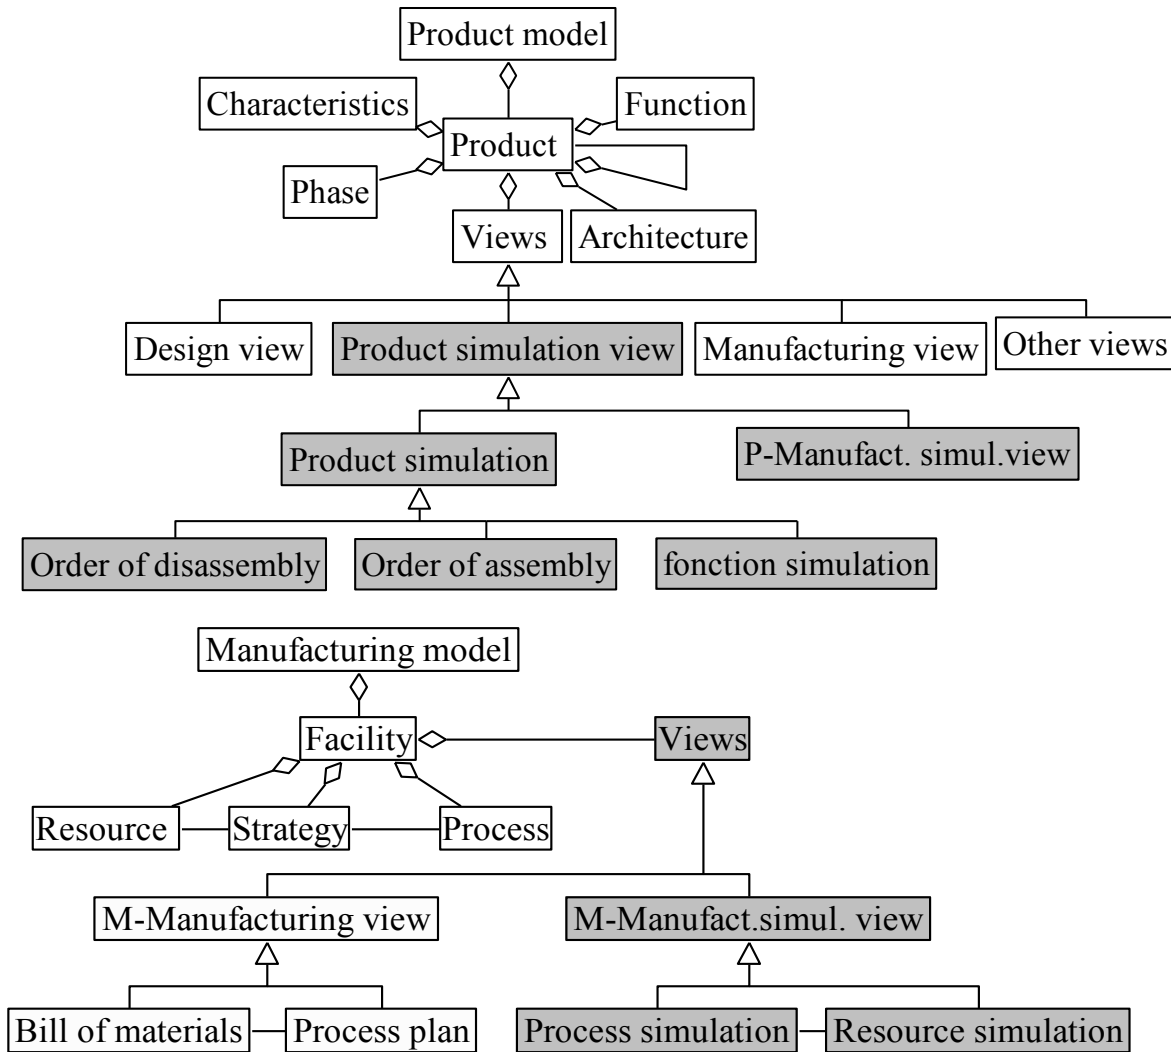 Product model
Characteristics
Function
Product
Phase
Views
Architecture
Design view
Product simulation view
Manufacturing view
Other views
Product simulation
P-Manufact. simul.view
Order of disassembly
Order of assembly
fonction simulation
Manufacturing model
Facility
Views
Resource
Strategy
Process
M-Manufacturing view
M-Manufact.simul. view
Bill of materials
Process plan
Process simulation
Resource simulation